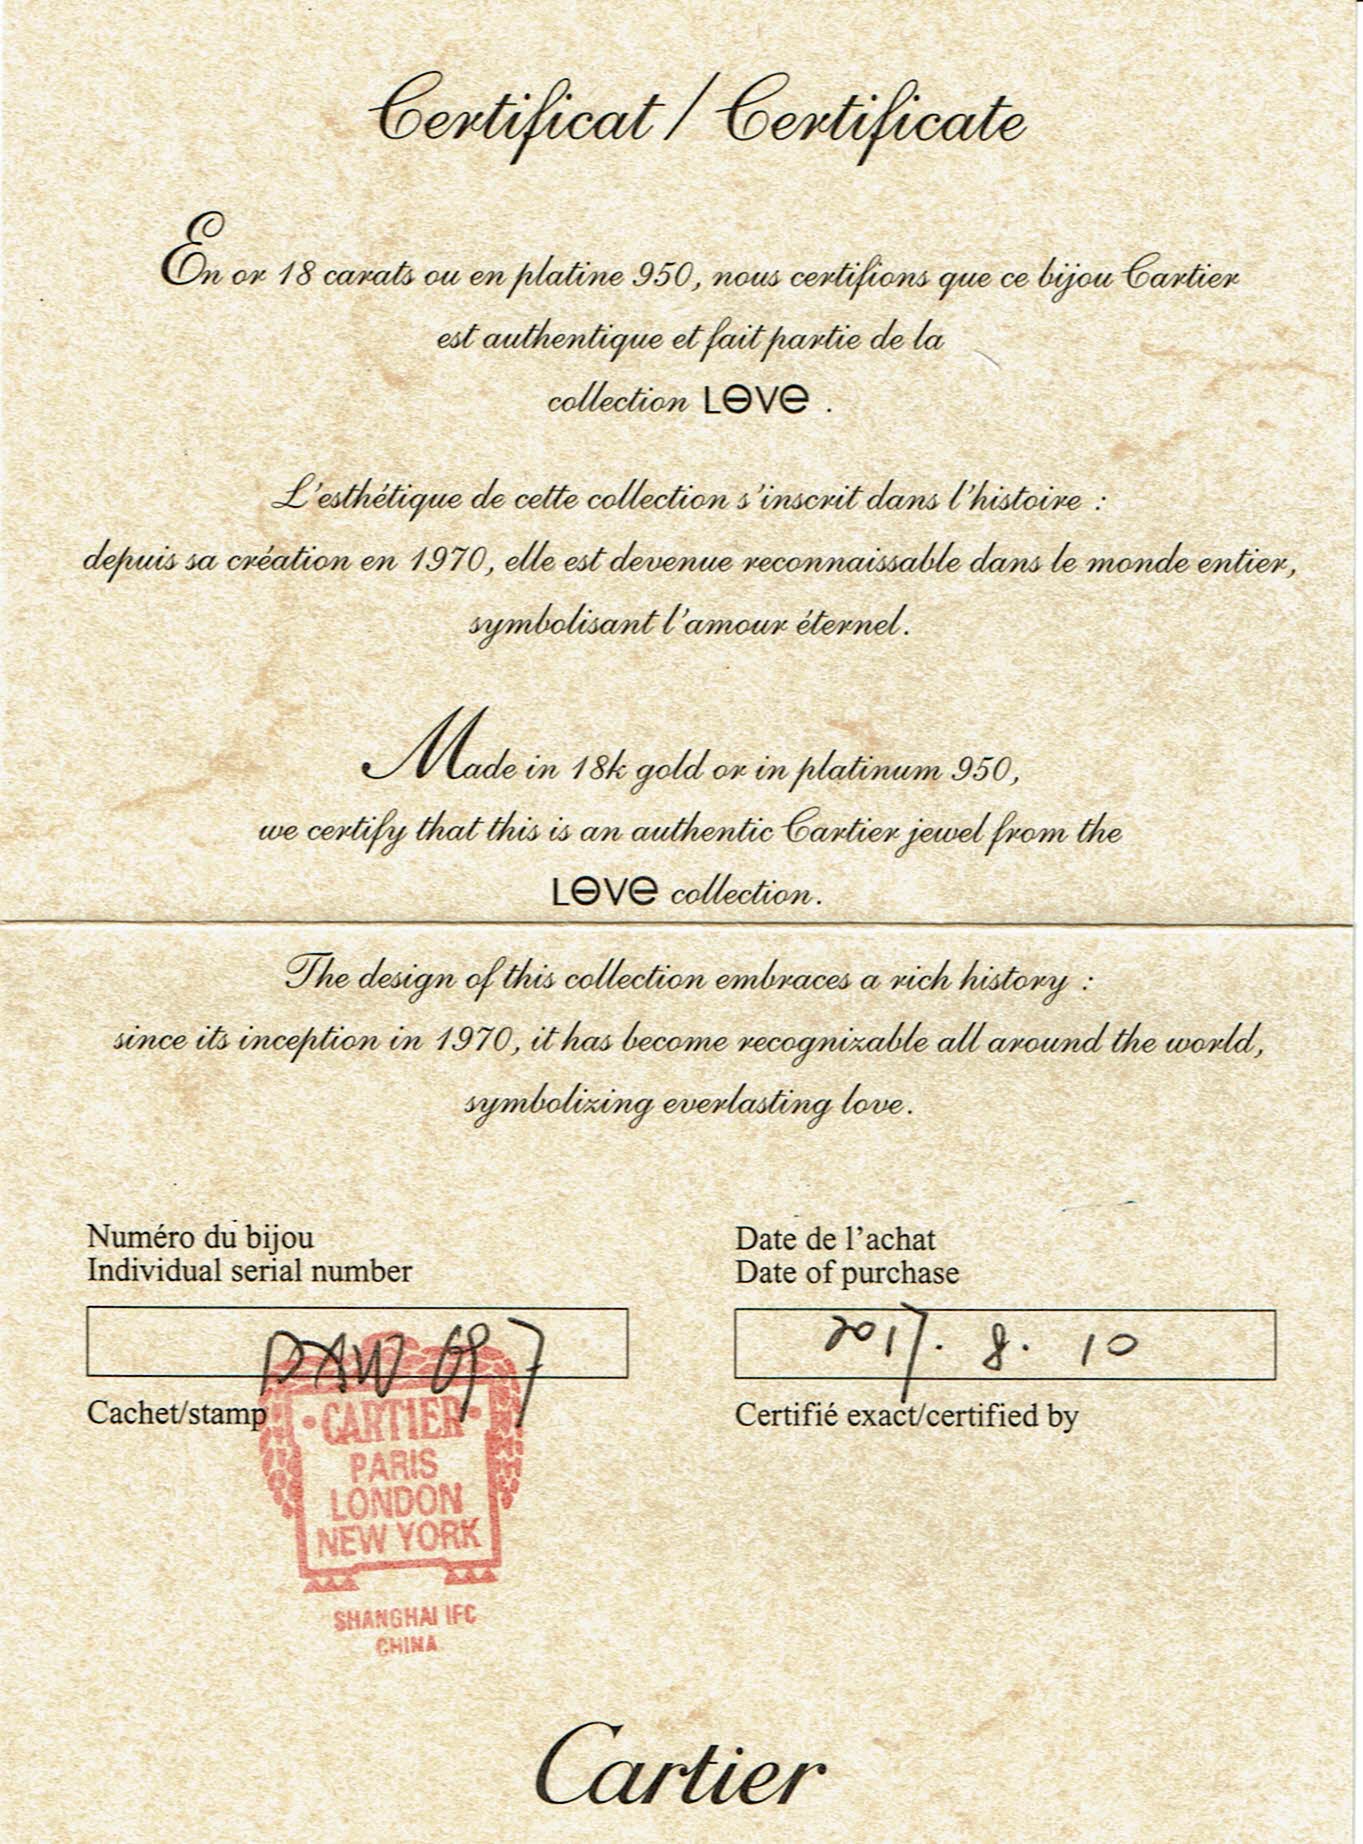 Certificat / Certificate
En or 18 carats ou en platine 950, nous certifions que ce bijou Cartier
est authentique et fait partie de la
collection LOVE .
L'esthétique de cette collection s'inscrit dans l'histoire :
depuis sa création en 1970, elle est devenue reconnaissable dans le monde entier,
symbolisant l'amour éternel.
Made in 18k gold or in platinum 950,
we certify that this is an authentic Cartier jewel from the
LOVE collection.
The design of this collection embraces a rich history :
since its inception in 1970, it has become recognizable all around the world,
symbolizing everlasting love.
Numéro du bijou
Individual serial number
Date de l'achat
Date of purchase
2017. 8. 10
Cachet/stamp
Certifié exact/certified by
CARTIER
PARIS
LONDON
NEW YORK
SHANGHAI IFC
CHINA
Cartier